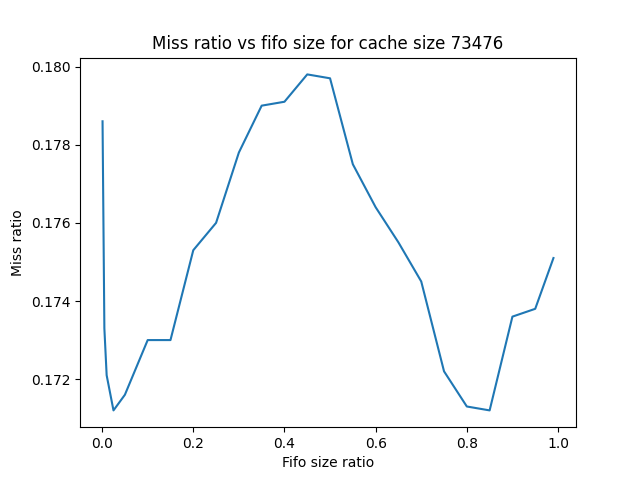 Miss ratio vs fifo size for cache size 73476
0.180
0.178
0.176
0.174
0.172
Miss ratio
0.0 0.2 0.4 0.6 0.8 1.0
Fifo size ratio